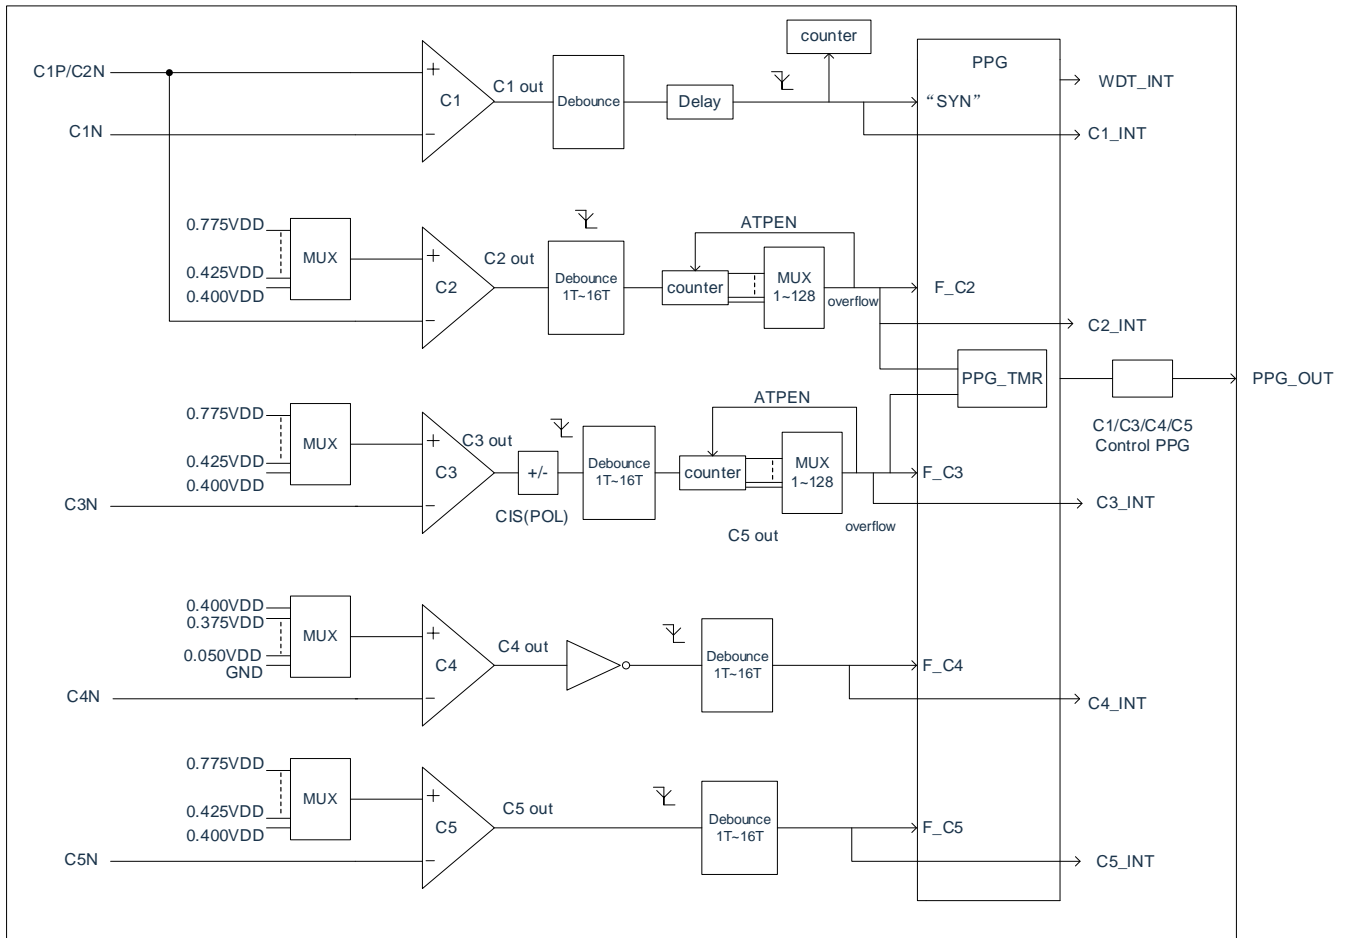 counter
PPG
C1P/C2N
+
C1 out
C1
Debounce
Delay
“SYN”
WDT_INT
C1N
−
C1_INT
0.775VDD
MUX
0.425VDD
0.400VDD
+
C2 out
C2
−
Debounce
1T~16T
ATPEN
counter
MUX
1~128
overflow
F_C2
C2_INT
PPG_TMR
PPG_OUT
C1/C3/C4/C5
Control PPG
0.775VDD
MUX
0.425VDD
0.400VDD
+
C3 out
C3
C3N
−
+/-
CIS(POL)
Debounce
1T~16T
ATPEN
counter
MUX
1~128
F_C3
C3_INT
C5 out
overflow
0.400VDD
0.375VDD
MUX
0.050VDD
GND
+
C4 out
C4
C4N
−
Debounce
1T~16T
F_C4
C4_INT
0.775VDD
MUX
0.425VDD
0.400VDD
+
C5 out
C5
C5N
−
Debounce
1T~16T
F_C5
C5_INT